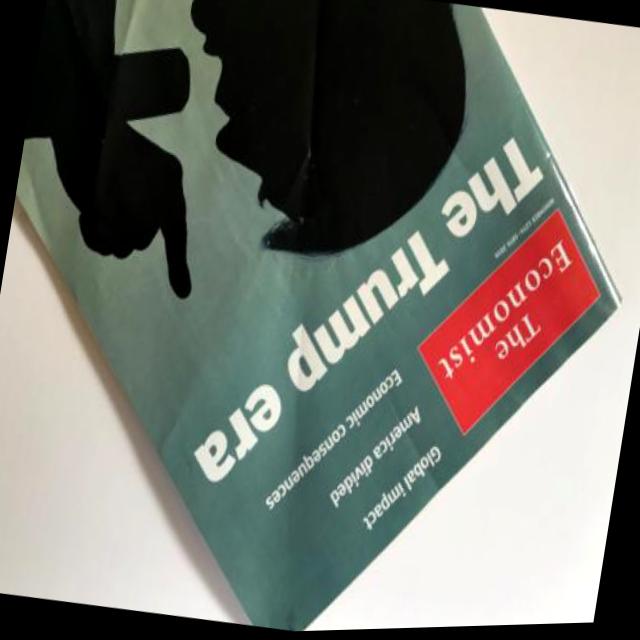 The
Economist
Global impact
America divided
Economic consequences
The Trump era